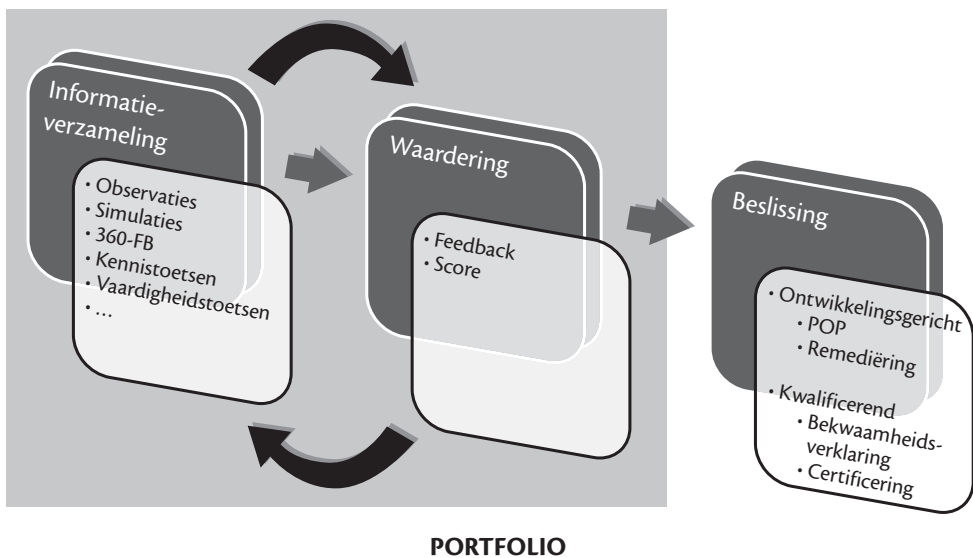 Informatie-
verzameling
• Observaties
• Simulaties
• 360-FB
• Kennistoetsen
• Vaardigheidstoetsen
• ...
Waardering
• Feedback
• Score
Beslissing
• Ontwikkelingsgericht
• POP
• Remediëring
• Kwalificerend
• Bekwaamheids-
verklaring
• Certificering
PORTFOLIO